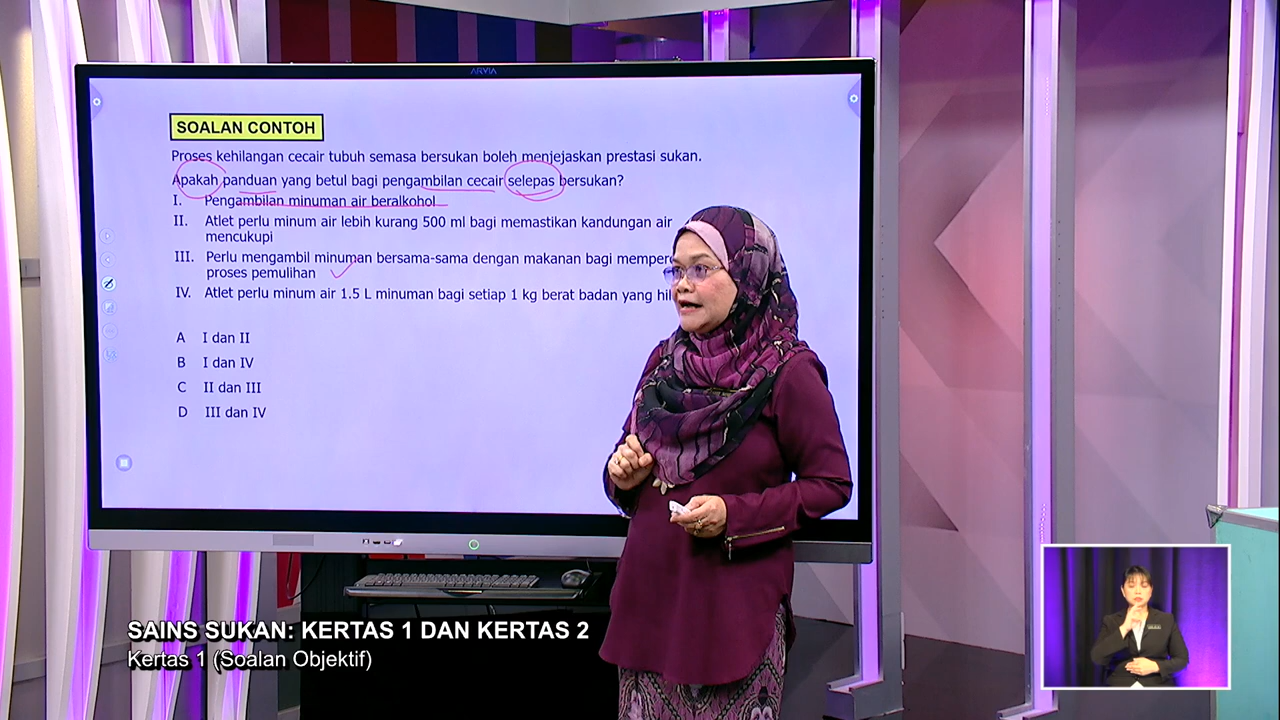 ARVIA
SOALAN CONTOH
Proses kehilangan cecair tubuh semasa bersukan boleh menjejaskan prestasi sukan.
Apakah panduan yang betul bagi pengambilan cecair selepas bersukan?
I. Pengambilan minuman air beralkohol
II. Atlet perlu minum air lebih kurang 500 ml bagi memastikan kandungan air
mencukupi
III. Perlu mengambil minuman bersama-sama dengan makanan bagi
proses pemulihan
IV. Atlet perlu minum air 1.5 L minuman bagi setiap 1 kg berat badan yang
A I dan II
B I dan IV
C II dan III
D III dan IV
SAINS SUKAN: KERTAS 1 DAN KERTAS 2
Kertas 1 (Soalan Objektif)